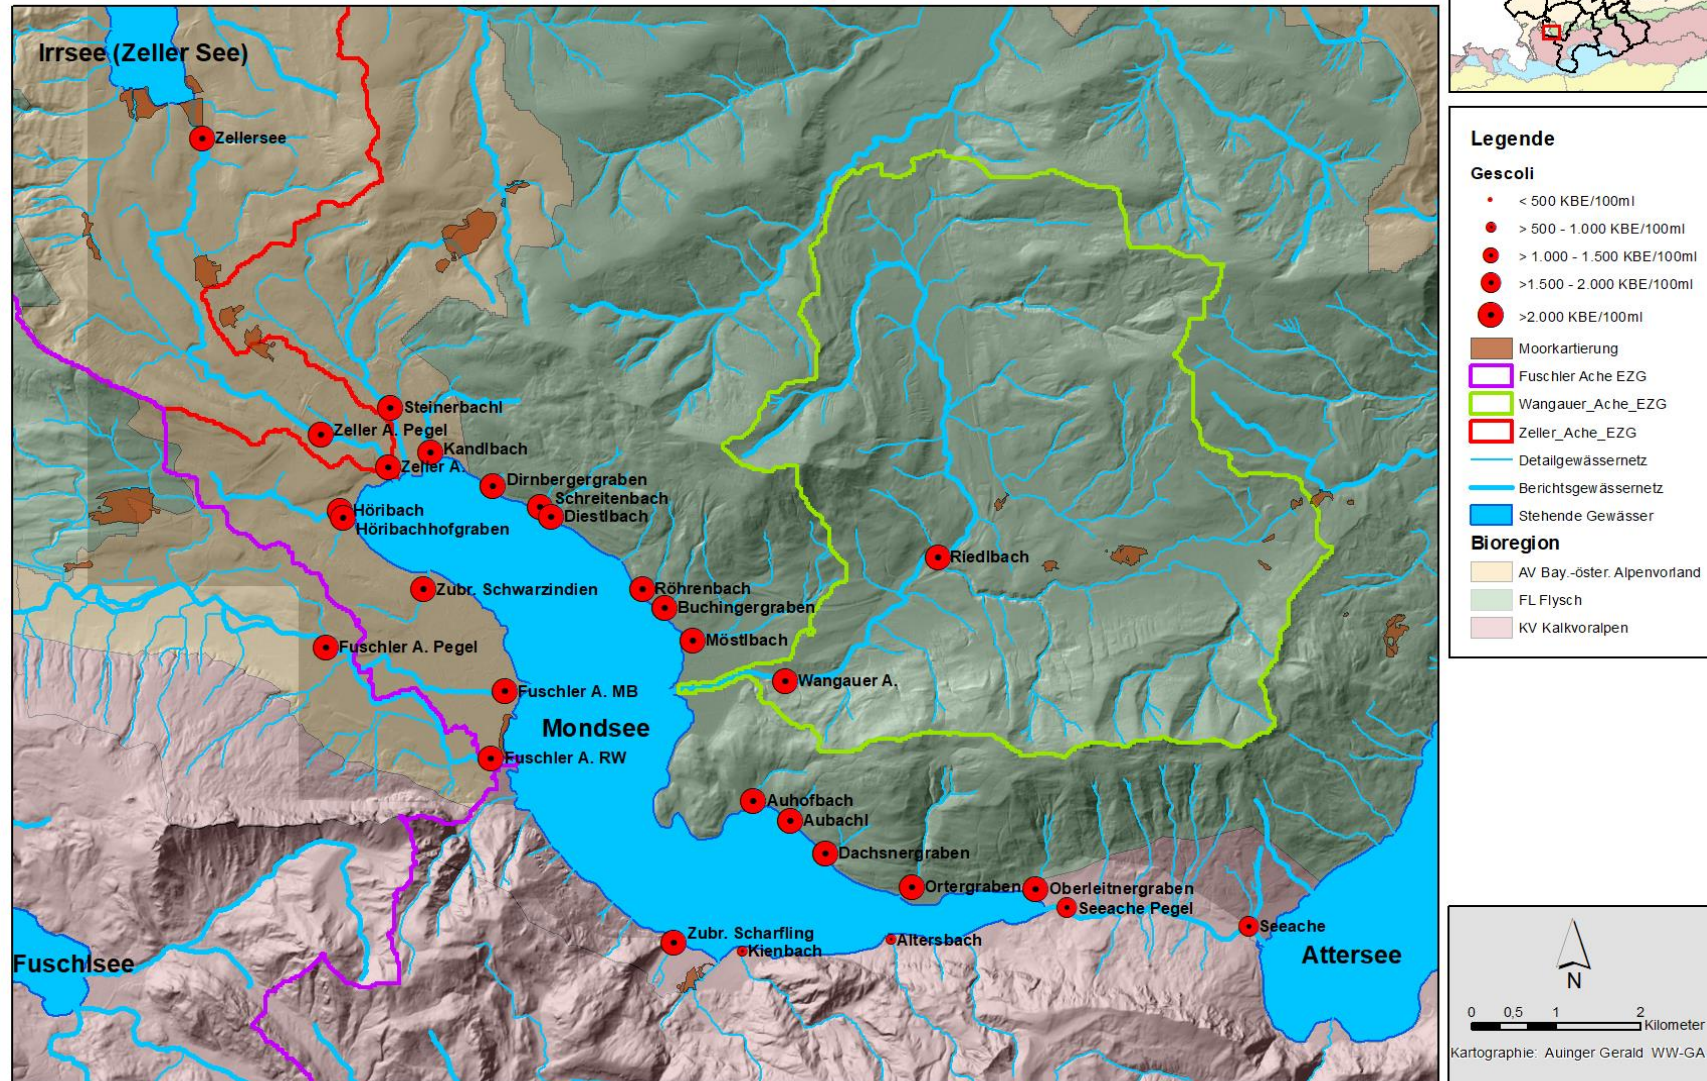 Irrsee (Zeller See)
Zellersee
Steinerbachl
Zeller A. Pegel
Kandlbach
Zeller A.
Dirnbergergraben
Schreitenbach
Diestlbach
Höribach
Höribachhofgraben
Zubr. Schwarzindien
Röhrenbach
Buchingergraben
Möstlbach
Riedlbach
Fuschler A. Pegel
Wangauer A.
Fuschler A. MB
Mondsee
Fuschler A. RW
Auhofbach
Aubachl
Dachsnergraben
Ortergraben
Oberleitnergraben
Seeache Pegel
Seeache
Zubr. Scharfling
Kienbach
Altersbach
Attersee
Fuschlsee
Legende
Gescoli
< 500 KBE/100ml
> 500 - 1.000 KBE/100ml
> 1.000 - 1.500 KBE/100ml
>1.500 - 2.000 KBE/100ml
>2.000 KBE/100ml
Moorkartierung
Fuschler Ache EZG
Wangauer_Ache_EZG
Zeller_Ache_EZG
Detailgewässernetz
Berichtsgewässernetz
Stehende Gewässer
Bioregion
AV Bay.-öster. Alpenvorland
FL Flysch
KV Kalkvoralpen
N
0 0,5 1 2
Kilometer
Kartographie: Auinger Gerald WW-GA